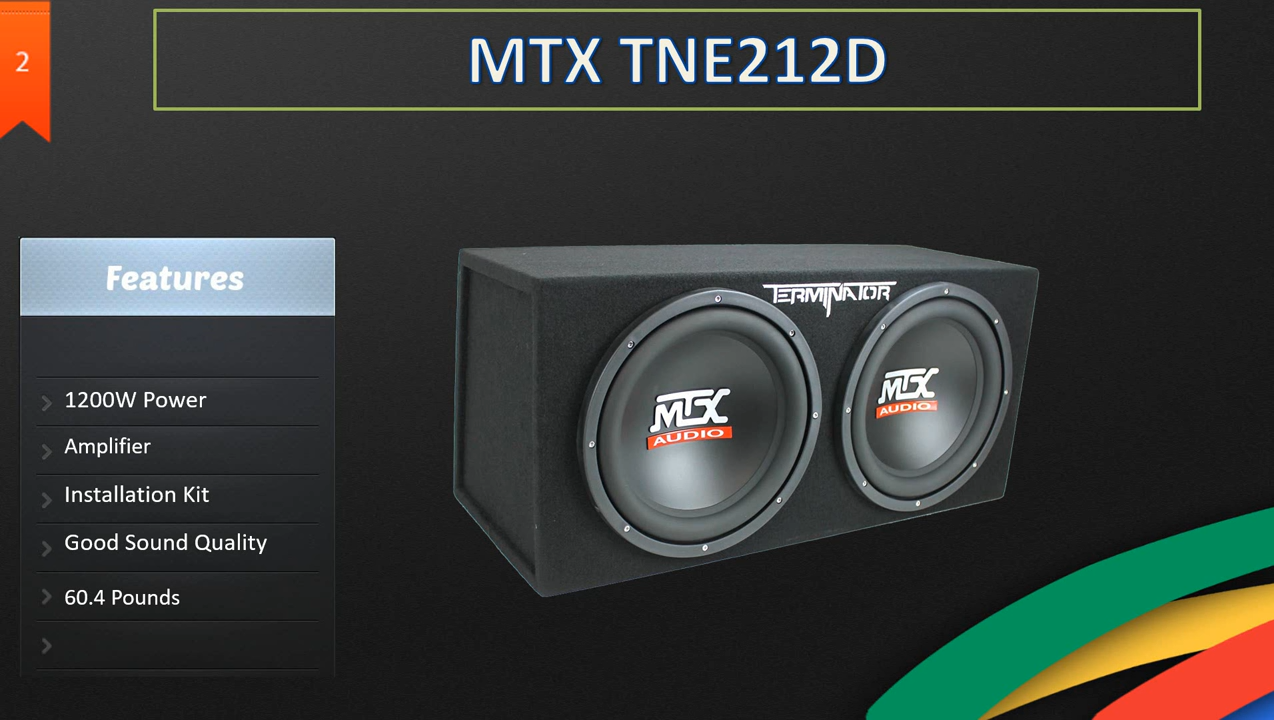 2
MTX TNE212D
Features
1200W Power
Amplifier
Installation Kit
Good Sound Quality
60.4 Pounds
TERMINATOR
MTX
AUDIO
MTX
AUDIO